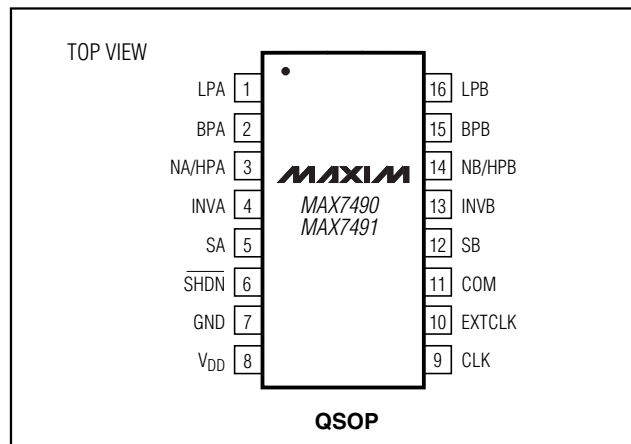 TOP VIEW
LPA 1
BPA 2
NA/HPA 3
INVA 4
SA 5
SHDN 6
GND 7
VDD 8
MAXIM
MAX7490
MAX7491
16 LPB
15 BPB
14 NB/HPB
13 INVB
12 SB
11 COM
10 EXTCLK
9 CLK
QSOP